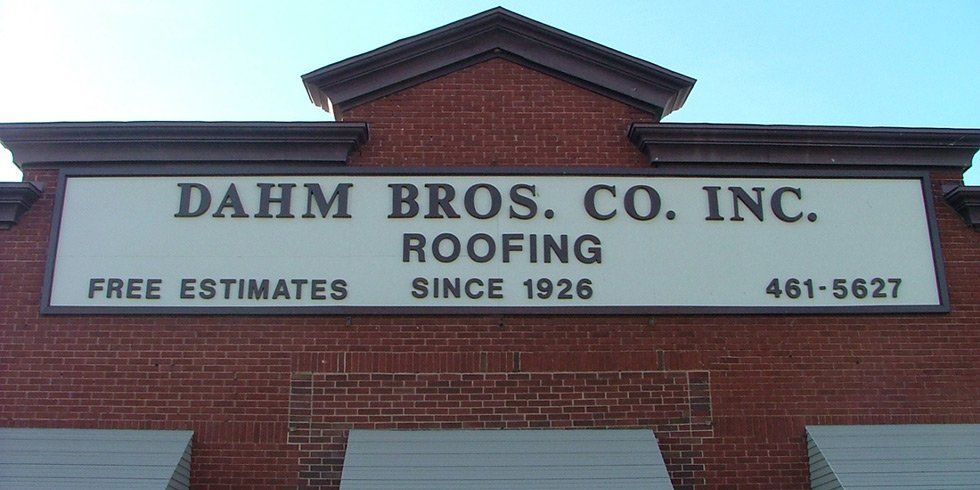 DAHM BROS. CO. INC.
ROOFING
FREE ESTIMATES SINCE 1926 461-5627